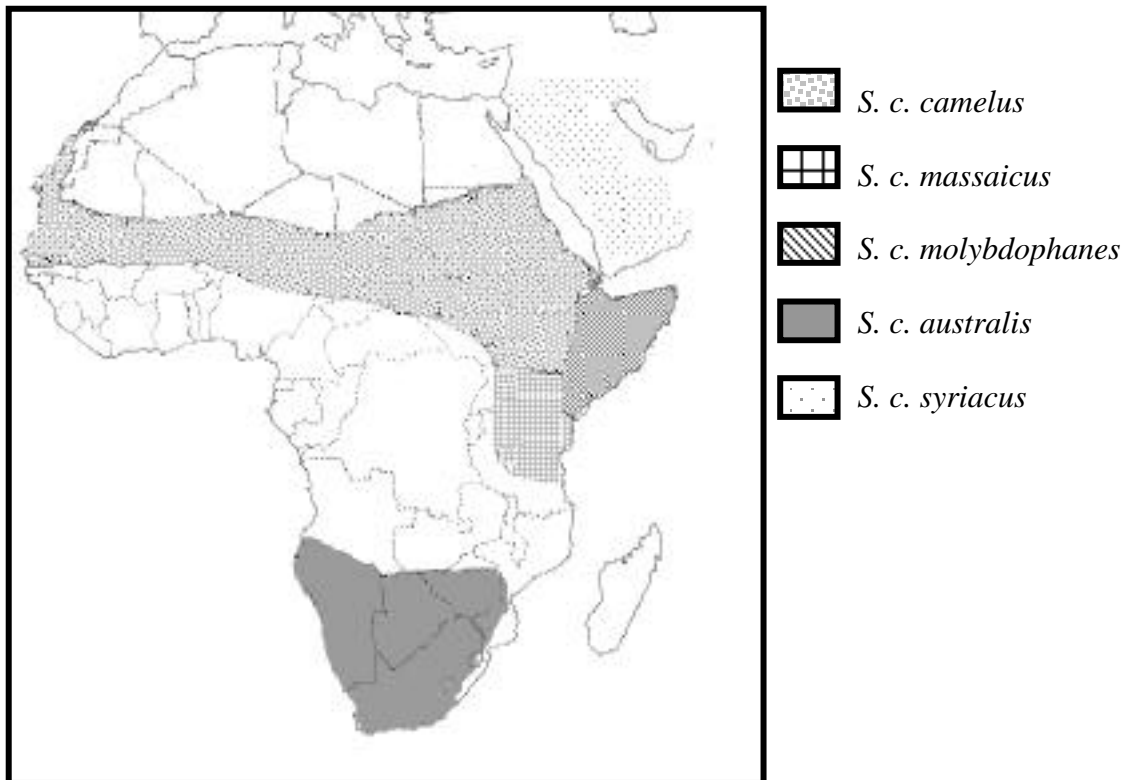 S. c. camelus
S. c. massaicus
S. c. molybdophanes
S. c. australis
S. c. syriacus